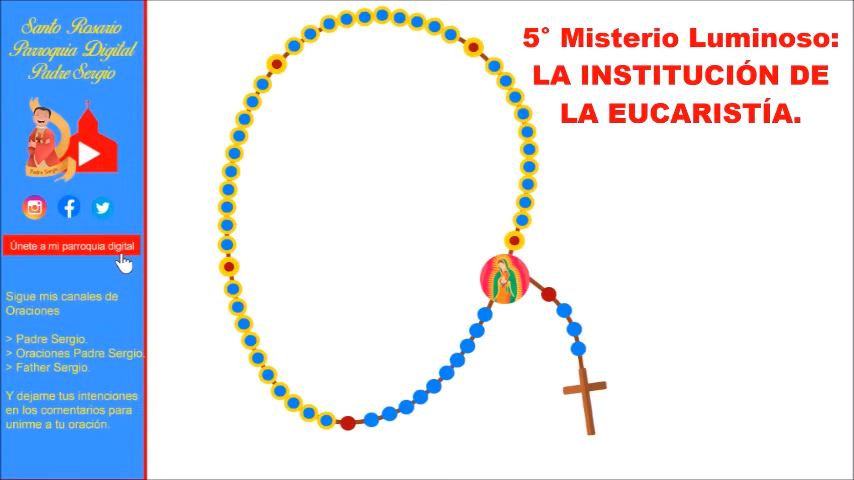 Santo Rosario
Parroquia Digital
Padre Sergio
Padre Sergio
Únete a mi parroquia digital
Sigue mis canales de
Oraciones
> Padre Sergio.
> Oraciones Padre Sergio.
> Father Sergio.
Y dejame tus intenciones
en los comentarios para
unirme a tu oración.
5° Misterio Luminoso:
LA INSTITUCIÓN DE
LA EUCARISTÍA.